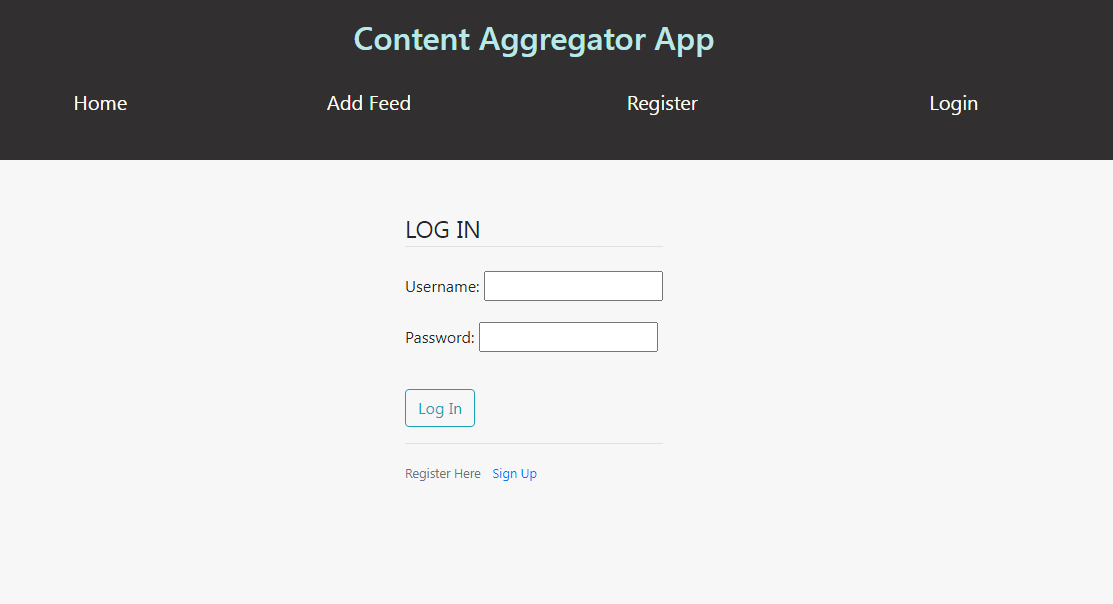 Content Aggregator App
Home Add Feed Register Login
LOG IN
Username:
Password:
Log In
Register Here Sign Up